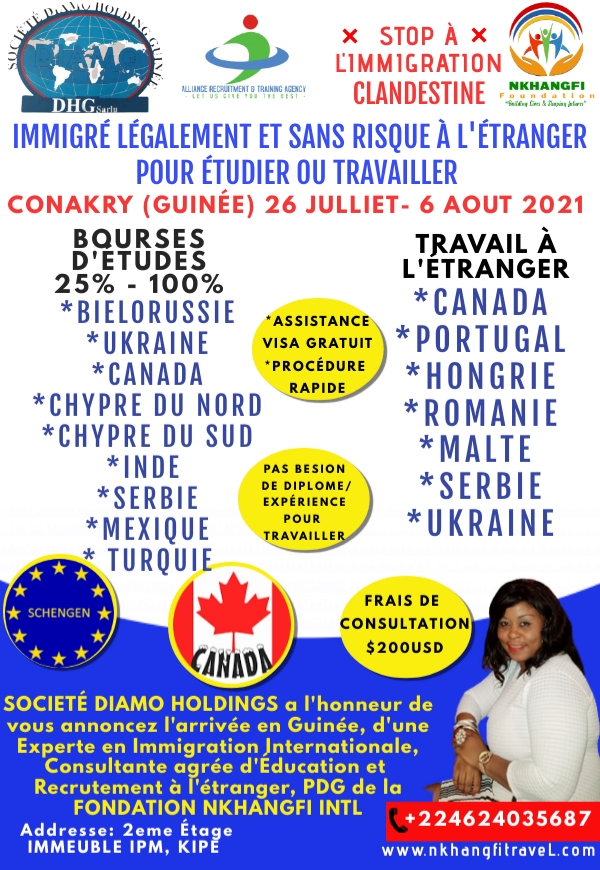 SOCIÉTÉ DIAMO HOLDING GUINÉE
DHG Sarlu
ALLIANCE RECRUITMENT & TRAINING AGENCY
- LET US GIVE YOU THE BEST -
STOP À
L'IMMIGRATION
CLANDESTINE
NKHANGFI
Foundation
"Building Lives & Shaping futures"
IMMIGRÉ LÉGALEMENT ET SANS RISQUE À L'ÉTRANGER
POUR ÉTUDIER OU TRAVAILLER
CONAKRY (GUINÉE) 26 JULLIET- 6 AOUT 2021
BOURSES
D'ETUDES
25% - 100%
*BIELORUSSIE
*UKRAINE
*CANADA
*CHYPRE DU NORD
*CHYPRE DU SUD
*INDE
*SERBIE
*MEXIQUE
* TURQUIE
*ASSISTANCE
VISA GRATUIT
*PROCÉDURE
RAPIDE
PAS BESION
DE DIPLOME/
EXPÉRIENCE
POUR
TRAVAILLER
TRAVAIL À
L'ÉTRANGER
*CANADA
*PORTUGAL
*HONGRIE
*ROMANIE
*MALTE
*SERBIE
*UKRAINE
SCHENGEN
CANADA
FRAIS DE
CONSULTATION
$200USD
SOCIETÉ DIAMO HOLDINGS a l'honneur de
vous annoncez l'arrivée en Guinée, d'une
Experte en Immigration Internationale,
Consultante agrée d'Éducation et
Recrutement à l'étranger, PDG de la
FONDATION NKHANGFI INTL
Addresse: 2eme Étage
IMMEUBLE IPM, KIPE
+224624035687
www.nkhangfitravel.com